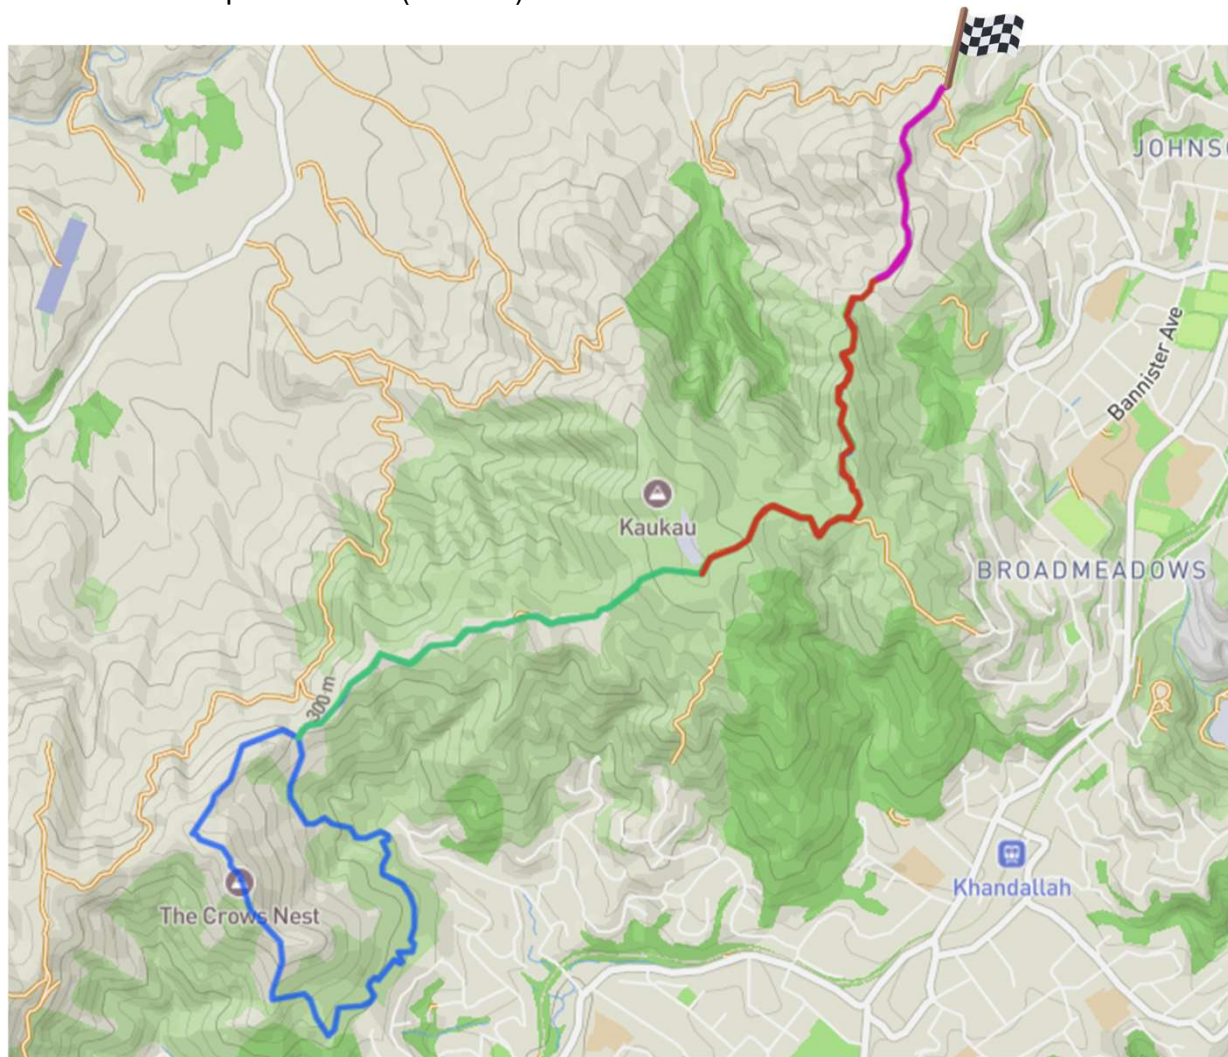 JOHNS
Bannister Ave
Kaukau
BROADMEADOWS
300 m
Khandallah
The Crows Nest